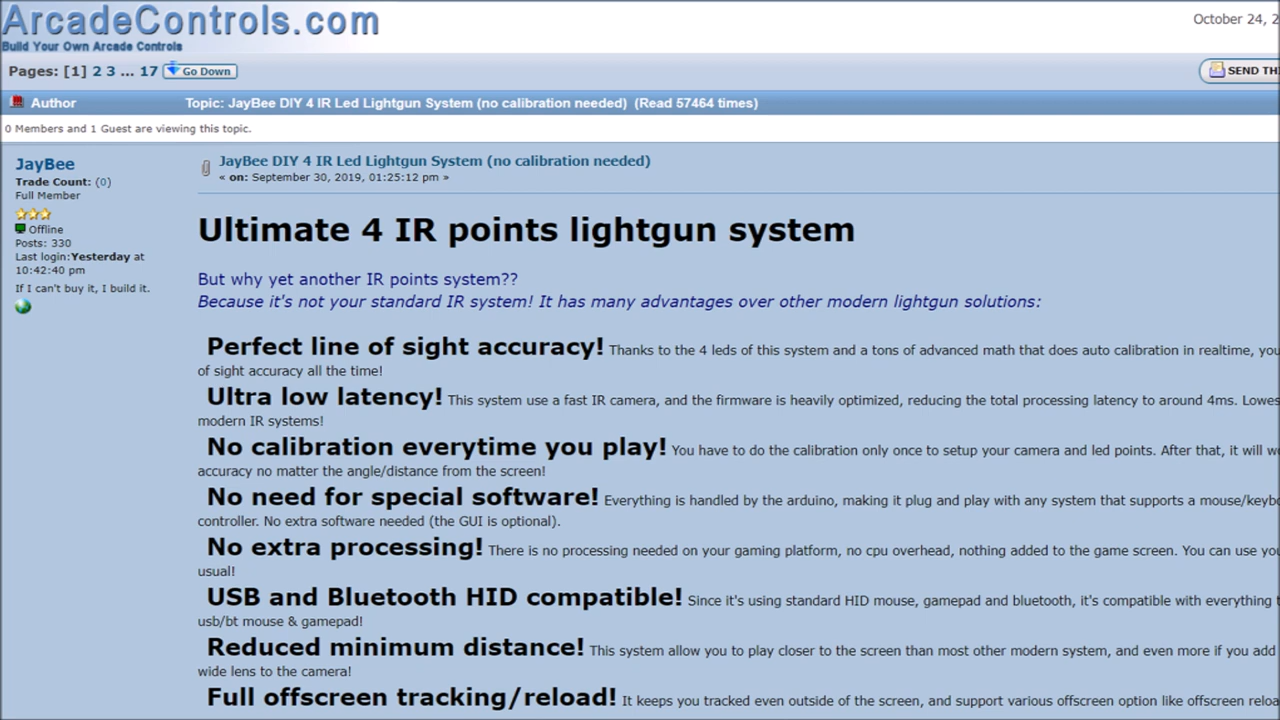 ArcadeControls.com
Build Your Own Arcade Controls
October 24, 2
Pages: [1] 2 3 ... 17 Go Down
SEND TH
Author Topic: JayBee DIY 4 IR Led Lightgun System (no calibration needed) (Read 57464 times)
0 Members and 1 Guest are viewing this topic.
JayBee
Trade Count: (0)
Full Member
Offline
Posts: 330
Last login:Yesterday at
10:42:40 pm
If I can't buy it, I build it.
JayBee DIY 4 IR Led Lightgun System (no calibration needed)
« on: September 30, 2019, 01:25:12 pm »
Ultimate 4 IR points lightgun system
But why yet another IR points system??
Because it's not your standard IR system! It has many advantages over other modern lightgun solutions:
Perfect line of sight accuracy! Thanks to the 4 leds of this system and a tons of advanced math that does auto calibration in realtime, you
of sight accuracy all the time!
Ultra low latency! This system use a fast IR camera, and the firmware is heavily optimized, reducing the total processing latency to around 4ms. Lowes
modern IR systems!
No calibration everytime you play! You have to do the calibration only once to setup your camera and led points. After that, it will w
accuracy no matter the angle/distance from the screen!
No need for special software! Everything is handled by the arduino, making it plug and play with any system that supports a mouse/keyb
controller. No extra software needed (the GUI is optional).
No extra processing! There is no processing needed on your gaming platform, no cpu overhead, nothing added to the game screen. You can use you
usual!
USB and Bluetooth HID compatible! Since it's using standard HID mouse, gamepad and bluetooth, it's compatible with everything t
usb/bt mouse & gamepad!
Reduced minimum distance! This system allow you to play closer to the screen than most other modern system, and even more if you add
wide lens to the camera!
Full offscreen tracking/reload! It keeps you tracked even outside of the screen, and support various offscreen option like offscreen reloa